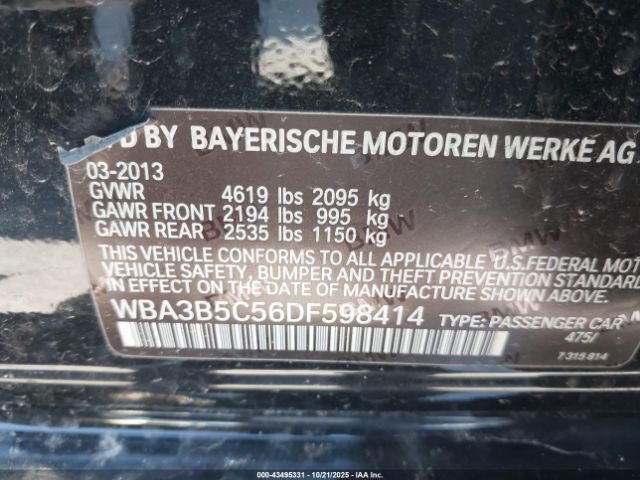 D BY BAYERISCHE MOTOREN WERKE AG
03-2013
GVWR 4619 lbs 2095 kg
GAWR FRONT 2194 lbs 995 kg
GAWR REAR 2535 lbs 1150 kg
THIS VEHICLE CONFORMS TO ALL APPLICABLE U.S.FEDERAL MOTOR
VEHICLE SAFETY, BUMPER AND THEFT PREVENTION STANDARD
IN EFFECT ON THE DATE OF MANUFACTURE SHOWN ABOVE.
WBA3B5C56DF598414 TYPE: PASSENGER CAR
475/
7 315 814
00-43495331 - 10/21/2025 - IAA Inc.